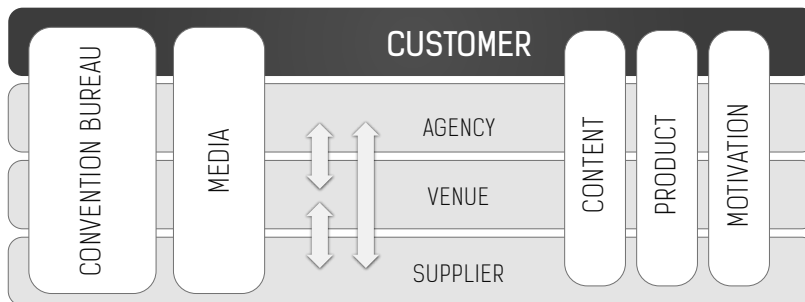 CUSTOMER
CONVENTION BUREAU
MEDIA
AGENCY
VENUE
SUPPLIER
CONTENT
PRODUCT
MOTIVATION